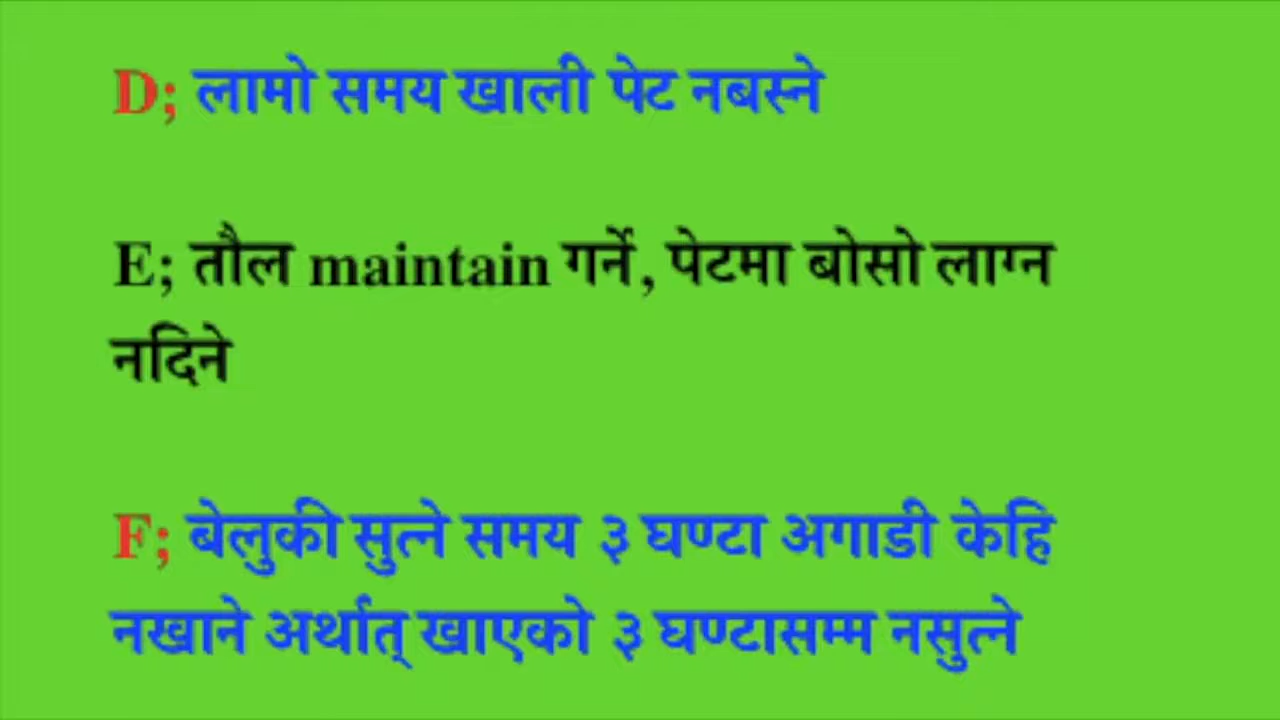 D; लामो समय खाली पेट नबस्ने
E; तौल maintain गर्ने, पेटमा बोसो लाग्न
नदिने
F; बेलुकी सुत्ने समय ३ घण्टा अगाडी केहि
नखाने अर्थात् खाएको ३ घण्टासम्म नसुत्ने